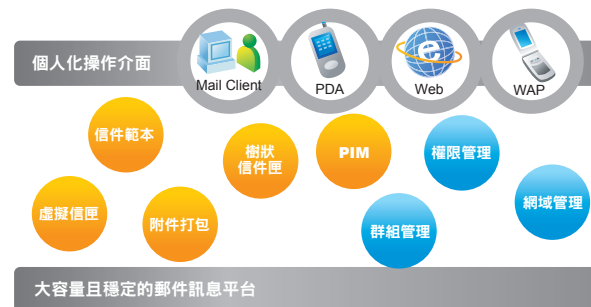 個人化操作介面
Mail Client
PDA
Web
WAP
信件範本
樹狀
信件匣
PIM
權限管理
虛擬信匣
附件打包
群組管理
網域管理
大容量且穩定的郵件訊息平台